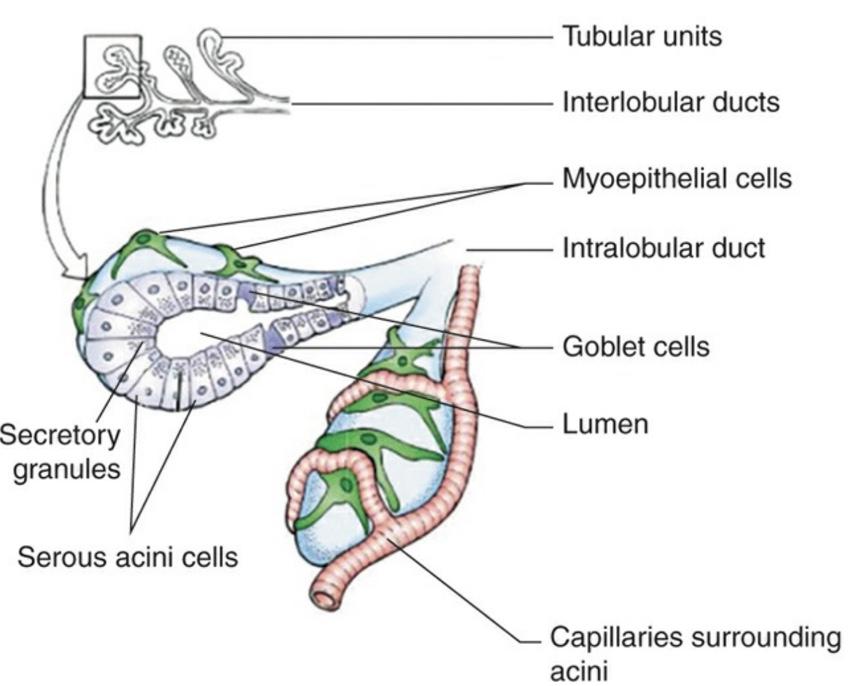 Tubular units
Interlobular ducts
Myoepithelial cells
Intralobular duct
Goblet cells
Lumen
Secretory
granules
Serous acini cells
Capillaries surrounding
acini